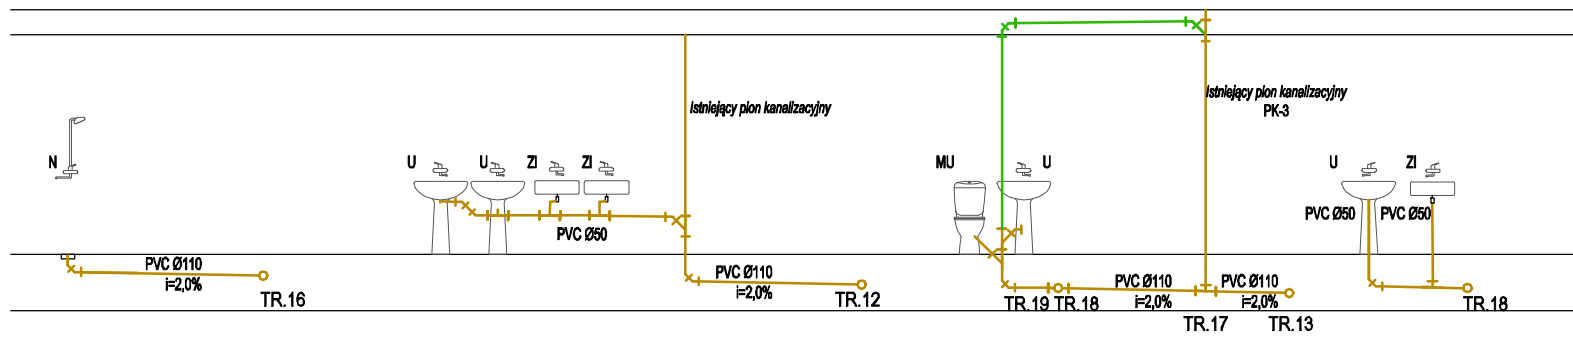 Istniejący pion kanalizacyjny
Istniejący pion kanalizacyjny
PK-3
N
U
U
ZI
ZI
MU
U
U
ZI
PVC Ø50
PVC Ø50
PVC Ø50
PVC Ø110
i=2,0%
TR.16
PVC Ø110
i=2,0%
TR.12
TR.19
TR.18
PVC Ø110
i=2,0%
TR.17
PVC Ø110
i=2,0%
TR.13
TR.18